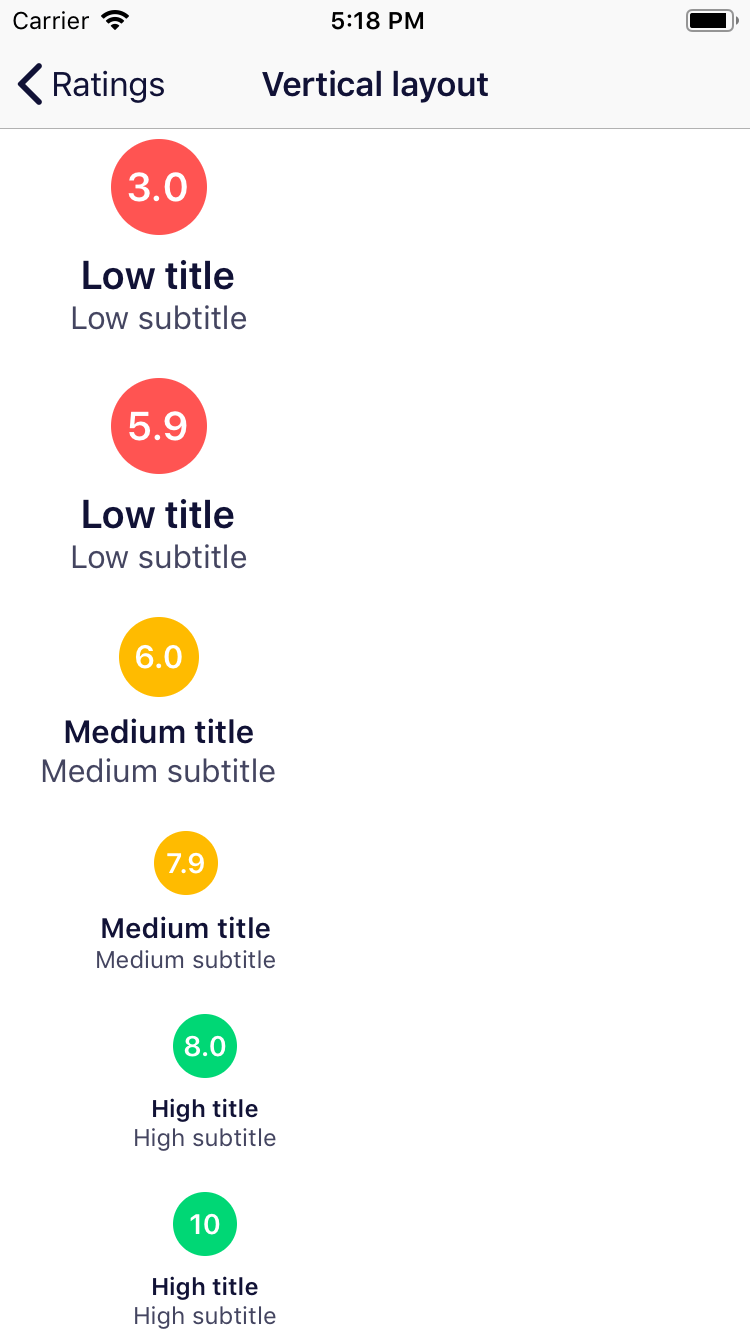 Carrier 5:18 PM
Ratings Vertical layout
3.0
Low title
Low subtitle
5.9
Low title
Low subtitle
6.0
Medium title
Medium subtitle
7.9
Medium title
Medium subtitle
8.0
High title
High subtitle
10
High title
High subtitle